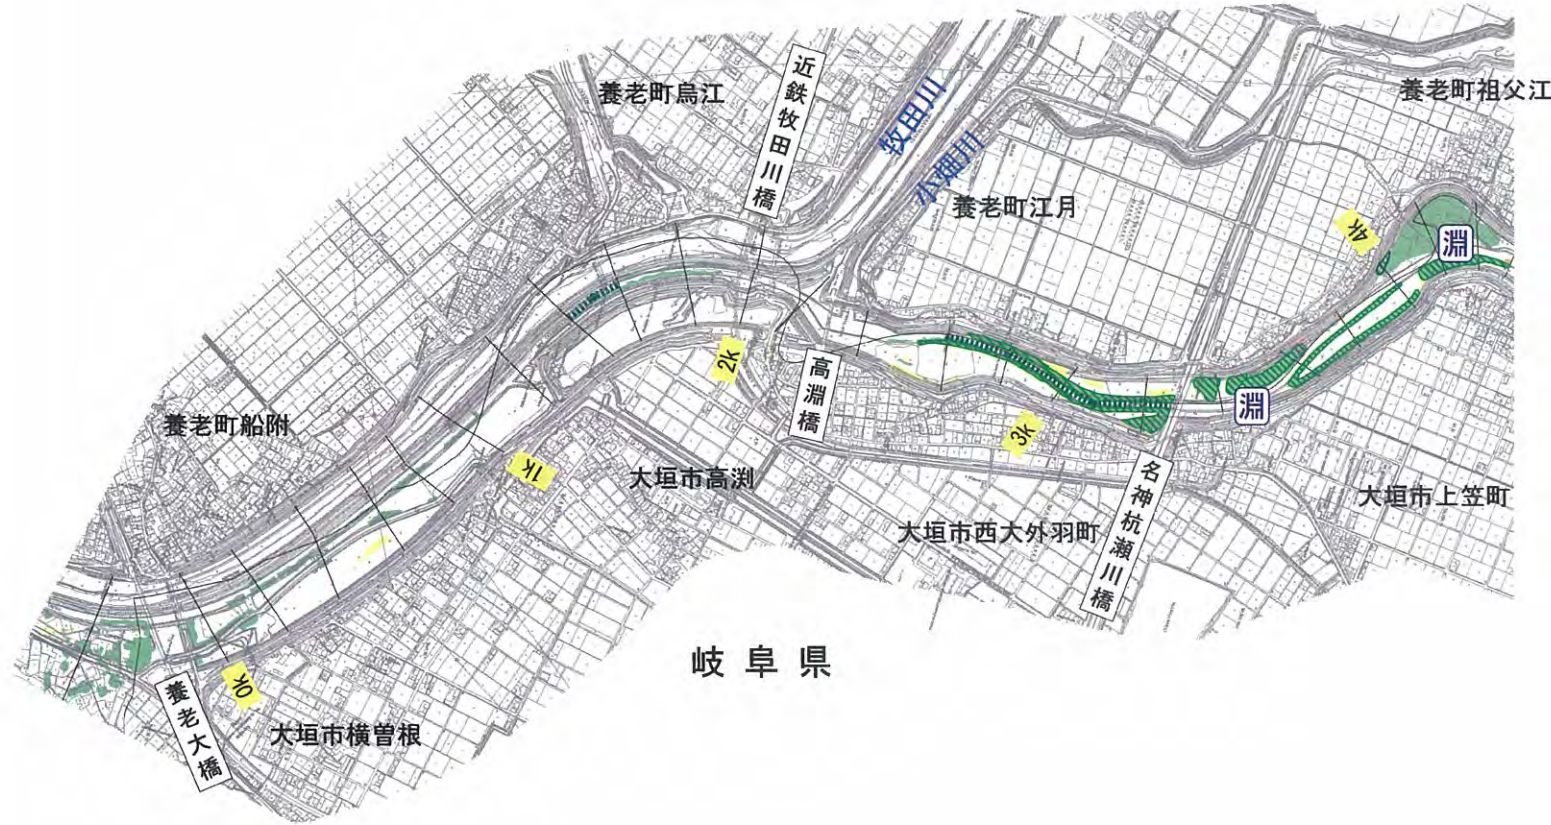 養老町烏江
近鉄牧田川橋
牧田川
小畑川
養老町祖父江
養老町江月
4k
淵
2k
高淵橋
淵
3k
養老町船附
1k
大垣市高渕
名神杭瀬川橋
大垣市上笠町
大垣市西大外羽町
岐阜県
0k
養老大橋
大垣市横曽根